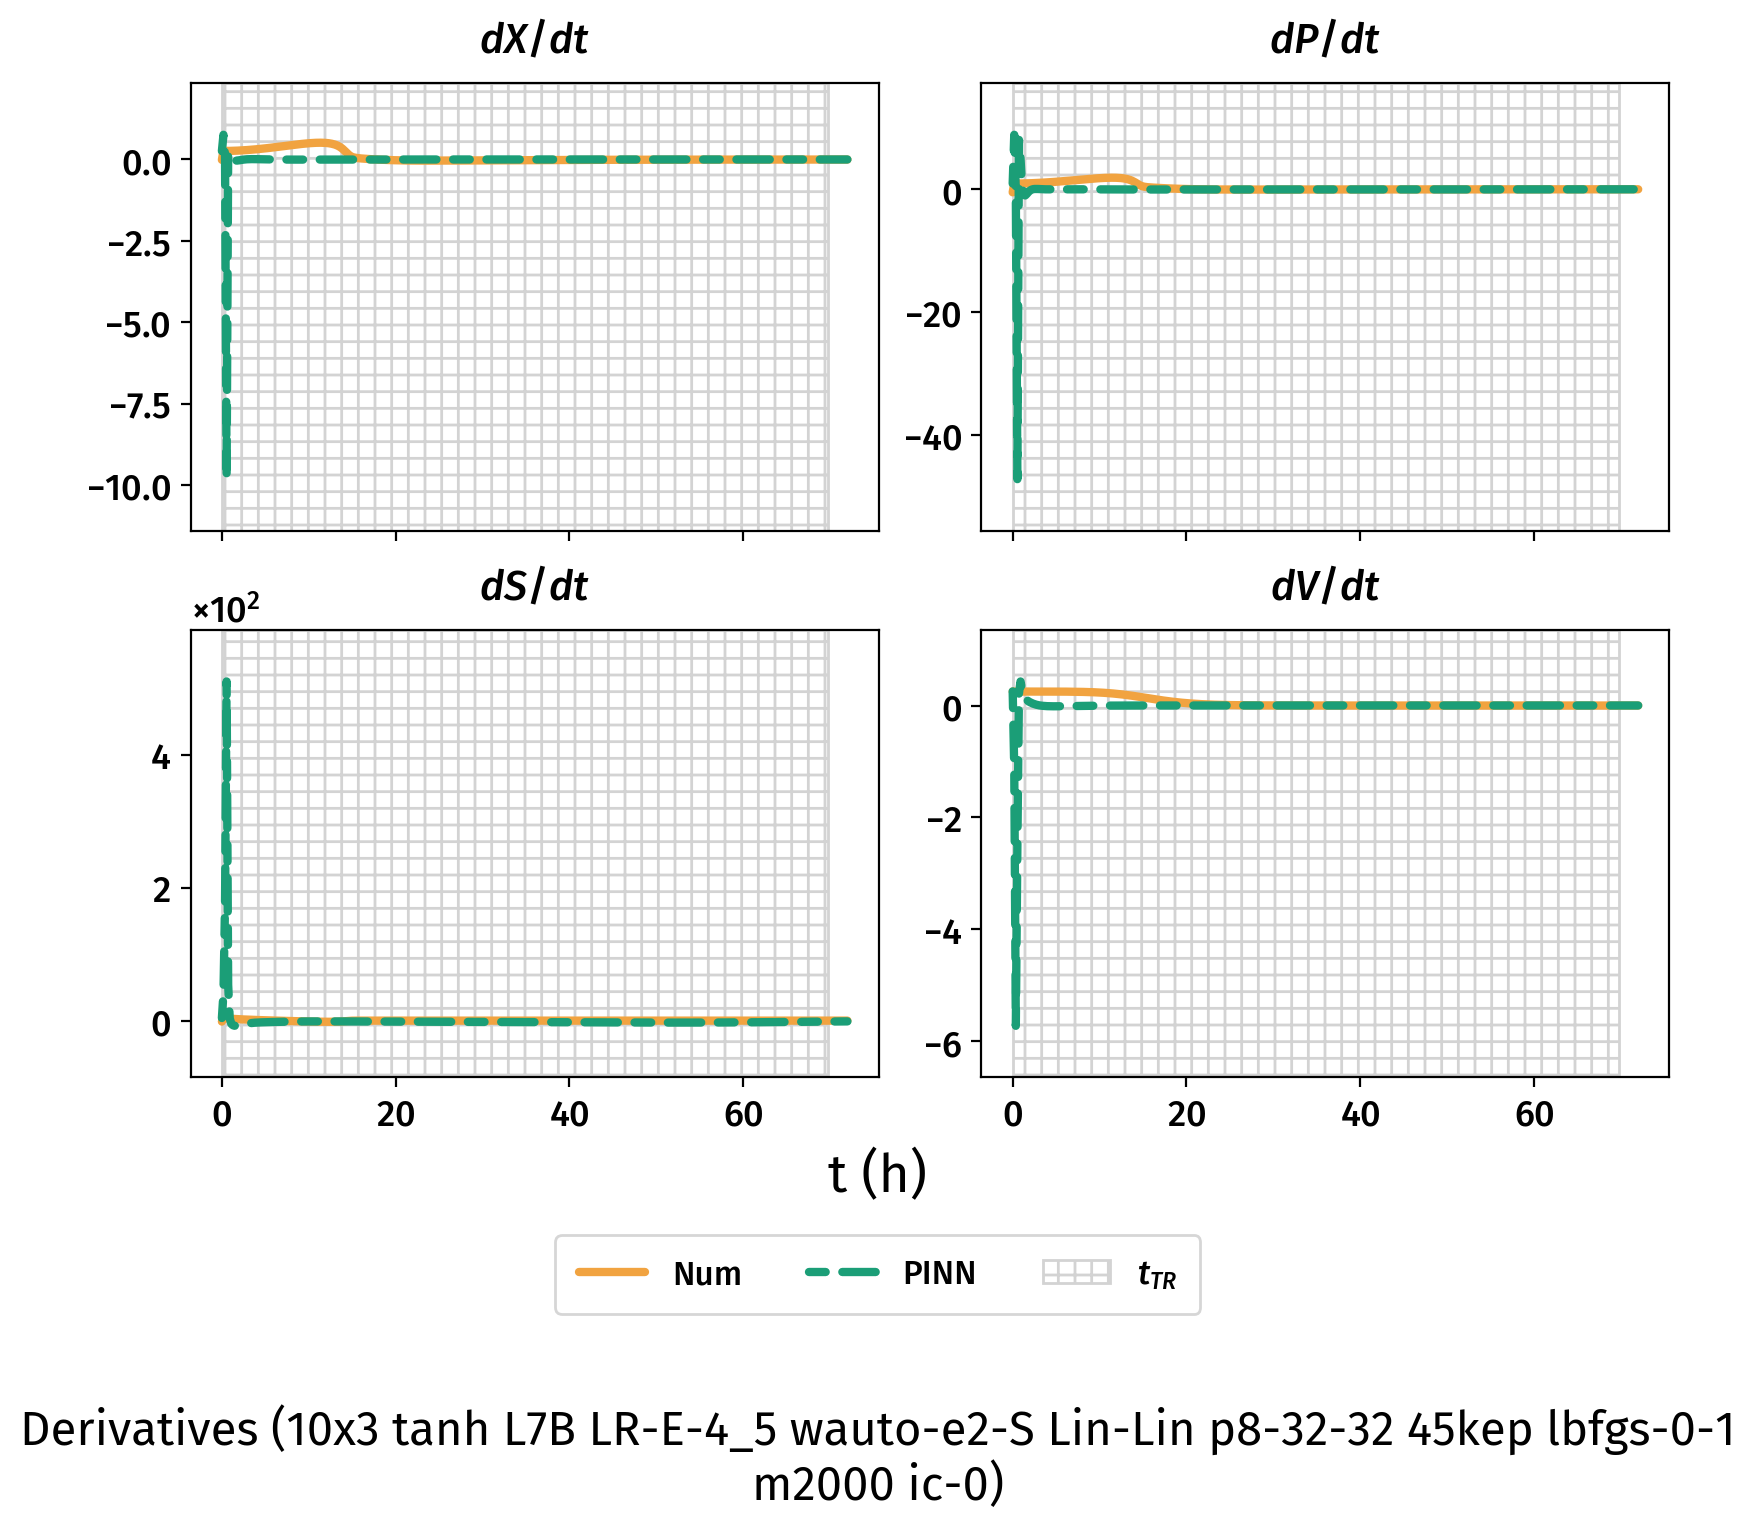 dX/dt
dP/dt
0.0
−2.5
−5.0
−7.5
−10.0
0
−20
−40
dS/dt
dV/dt
×10²
4
2
0
0
−2
−4
−6
0 20 40 60
0 20 40 60
t (h)
Num PINN t_TR
Derivatives (10x3 tanh L7B LR-E-4_5 wauto-e2-S Lin-Lin p8-32-32 45kep lbfgs-0-1
m2000 ic-0)